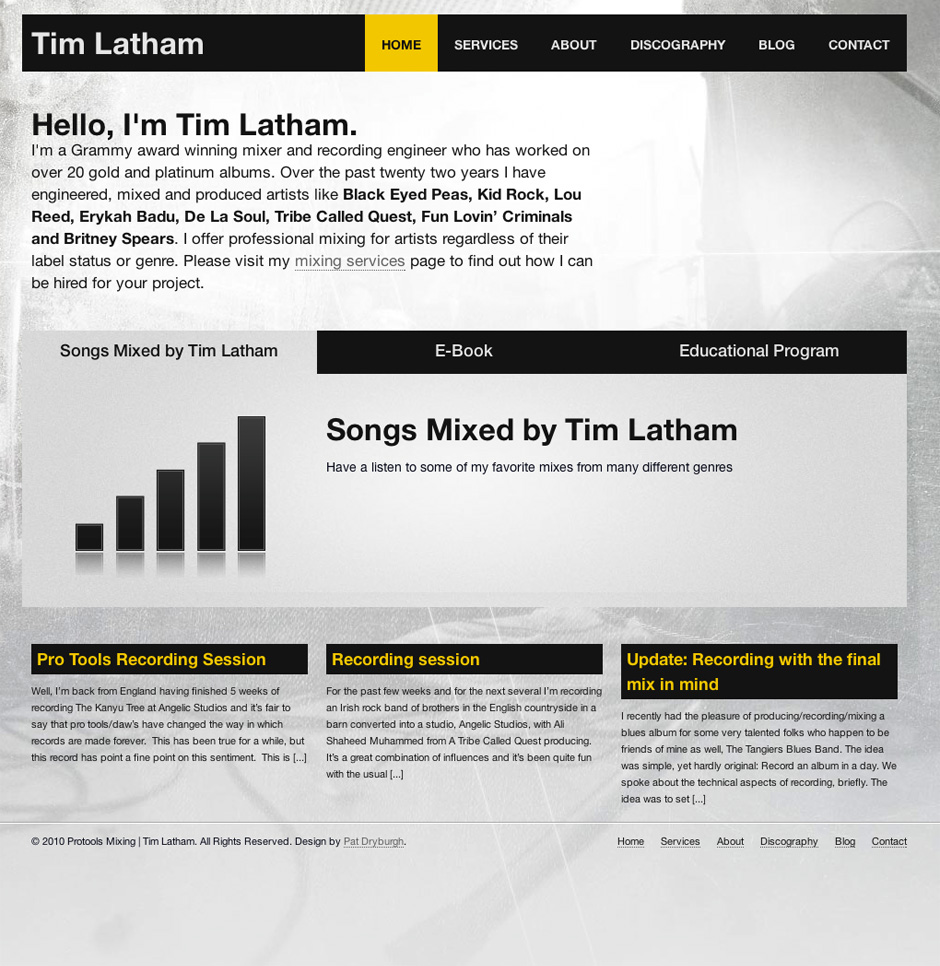 Tim Latham
HOME SERVICES ABOUT DISCOGRAPHY BLOG CONTACT
Hello, I'm Tim Latham.
I'm a Grammy award winning mixer and recording engineer who has worked on
over 20 gold and platinum albums. Over the past twenty two years I have
engineered, mixed and produced artists like Black Eyed Peas, Kid Rock, Lou
Reed, Erykah Badu, De La Soul, Tribe Called Quest, Fun Lovin’ Criminals
and Britney Spears. I offer professional mixing for artists regardless of their
label status or genre. Please visit my mixing services page to find out how I can
be hired for your project.
Songs Mixed by Tim Latham
E-Book
Educational Program
Songs Mixed by Tim Latham
Have a listen to some of my favorite mixes from many different genres
Pro Tools Recording Session
Well, I’m back from England having finished 5 weeks of
recording The Kanyu Tree at Angelic Studios and it’s fair to
say that pro tools/daw’s have changed the way in which
records are made forever.  This has been true for a while, but
this record has point a fine point on this sentiment.  This is [...]
Recording session
For the past few weeks and for the next several I’m recording
an Irish rock band of brothers in the English countryside in a
barn converted into a studio, Angelic Studios, with Ali
Shaheed Muhammed from A Tribe Called Quest producing.
It’s a great combination of influences and it’s been quite fun
with the usual [...]
Update: Recording with the final
mix in mind
I recently had the pleasure of producing/recording/mixing a
blues album for some very talented folks who happen to be
friends of mine as well, The Tangiers Blues Band. The idea
was simple, yet hardly original: Record an album in a day. We
spoke about the technical aspects of recording, briefly. The
idea was to set [...]
© 2010 Protools Mixing | Tim Latham. All Rights Reserved. Design by Pat Dryburgh.
Home Services About Discography Blog Contact